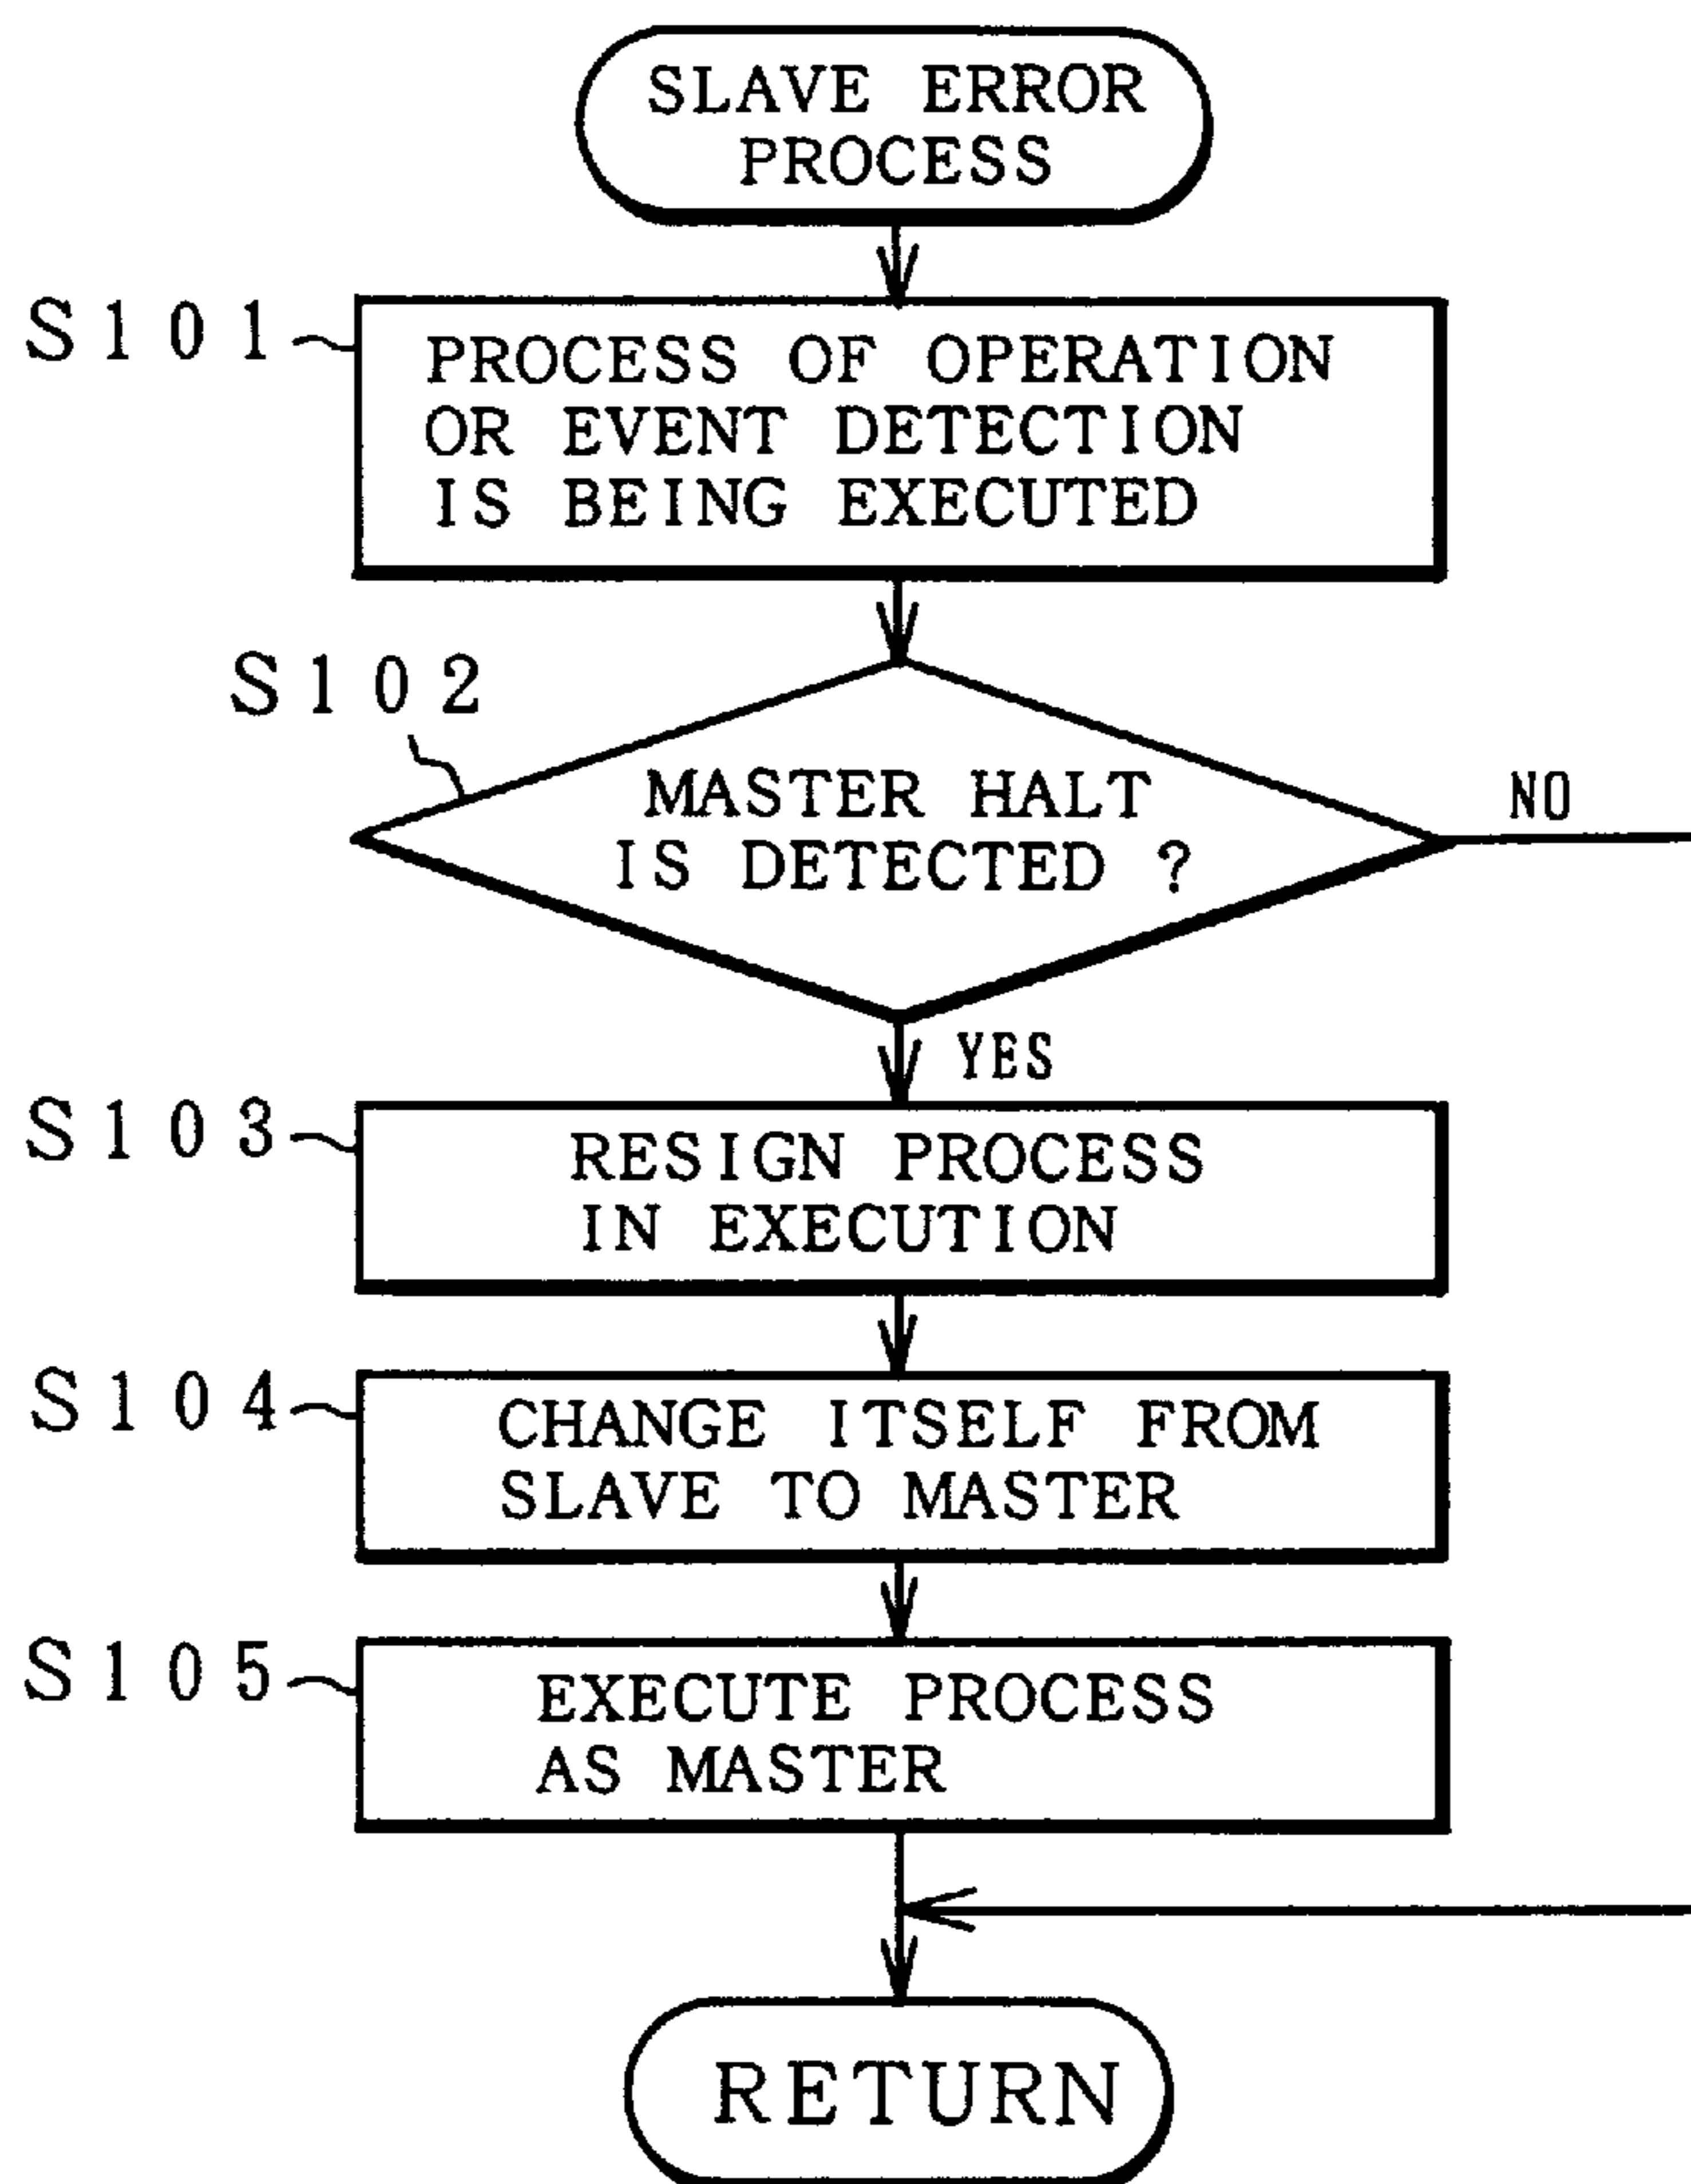 SLAVE ERROR
PROCESS
S101
PROCESS OF OPERATION
OR EVENT DETECTION
IS BEING EXECUTED
S102
MASTER HALT
IS DETECTED ?
NO
YES
S103
RESIGN PROCESS
IN EXECUTION
S104
CHANGE ITSELF FROM
SLAVE TO MASTER
S105
EXECUTE PROCESS
AS MASTER
RETURN